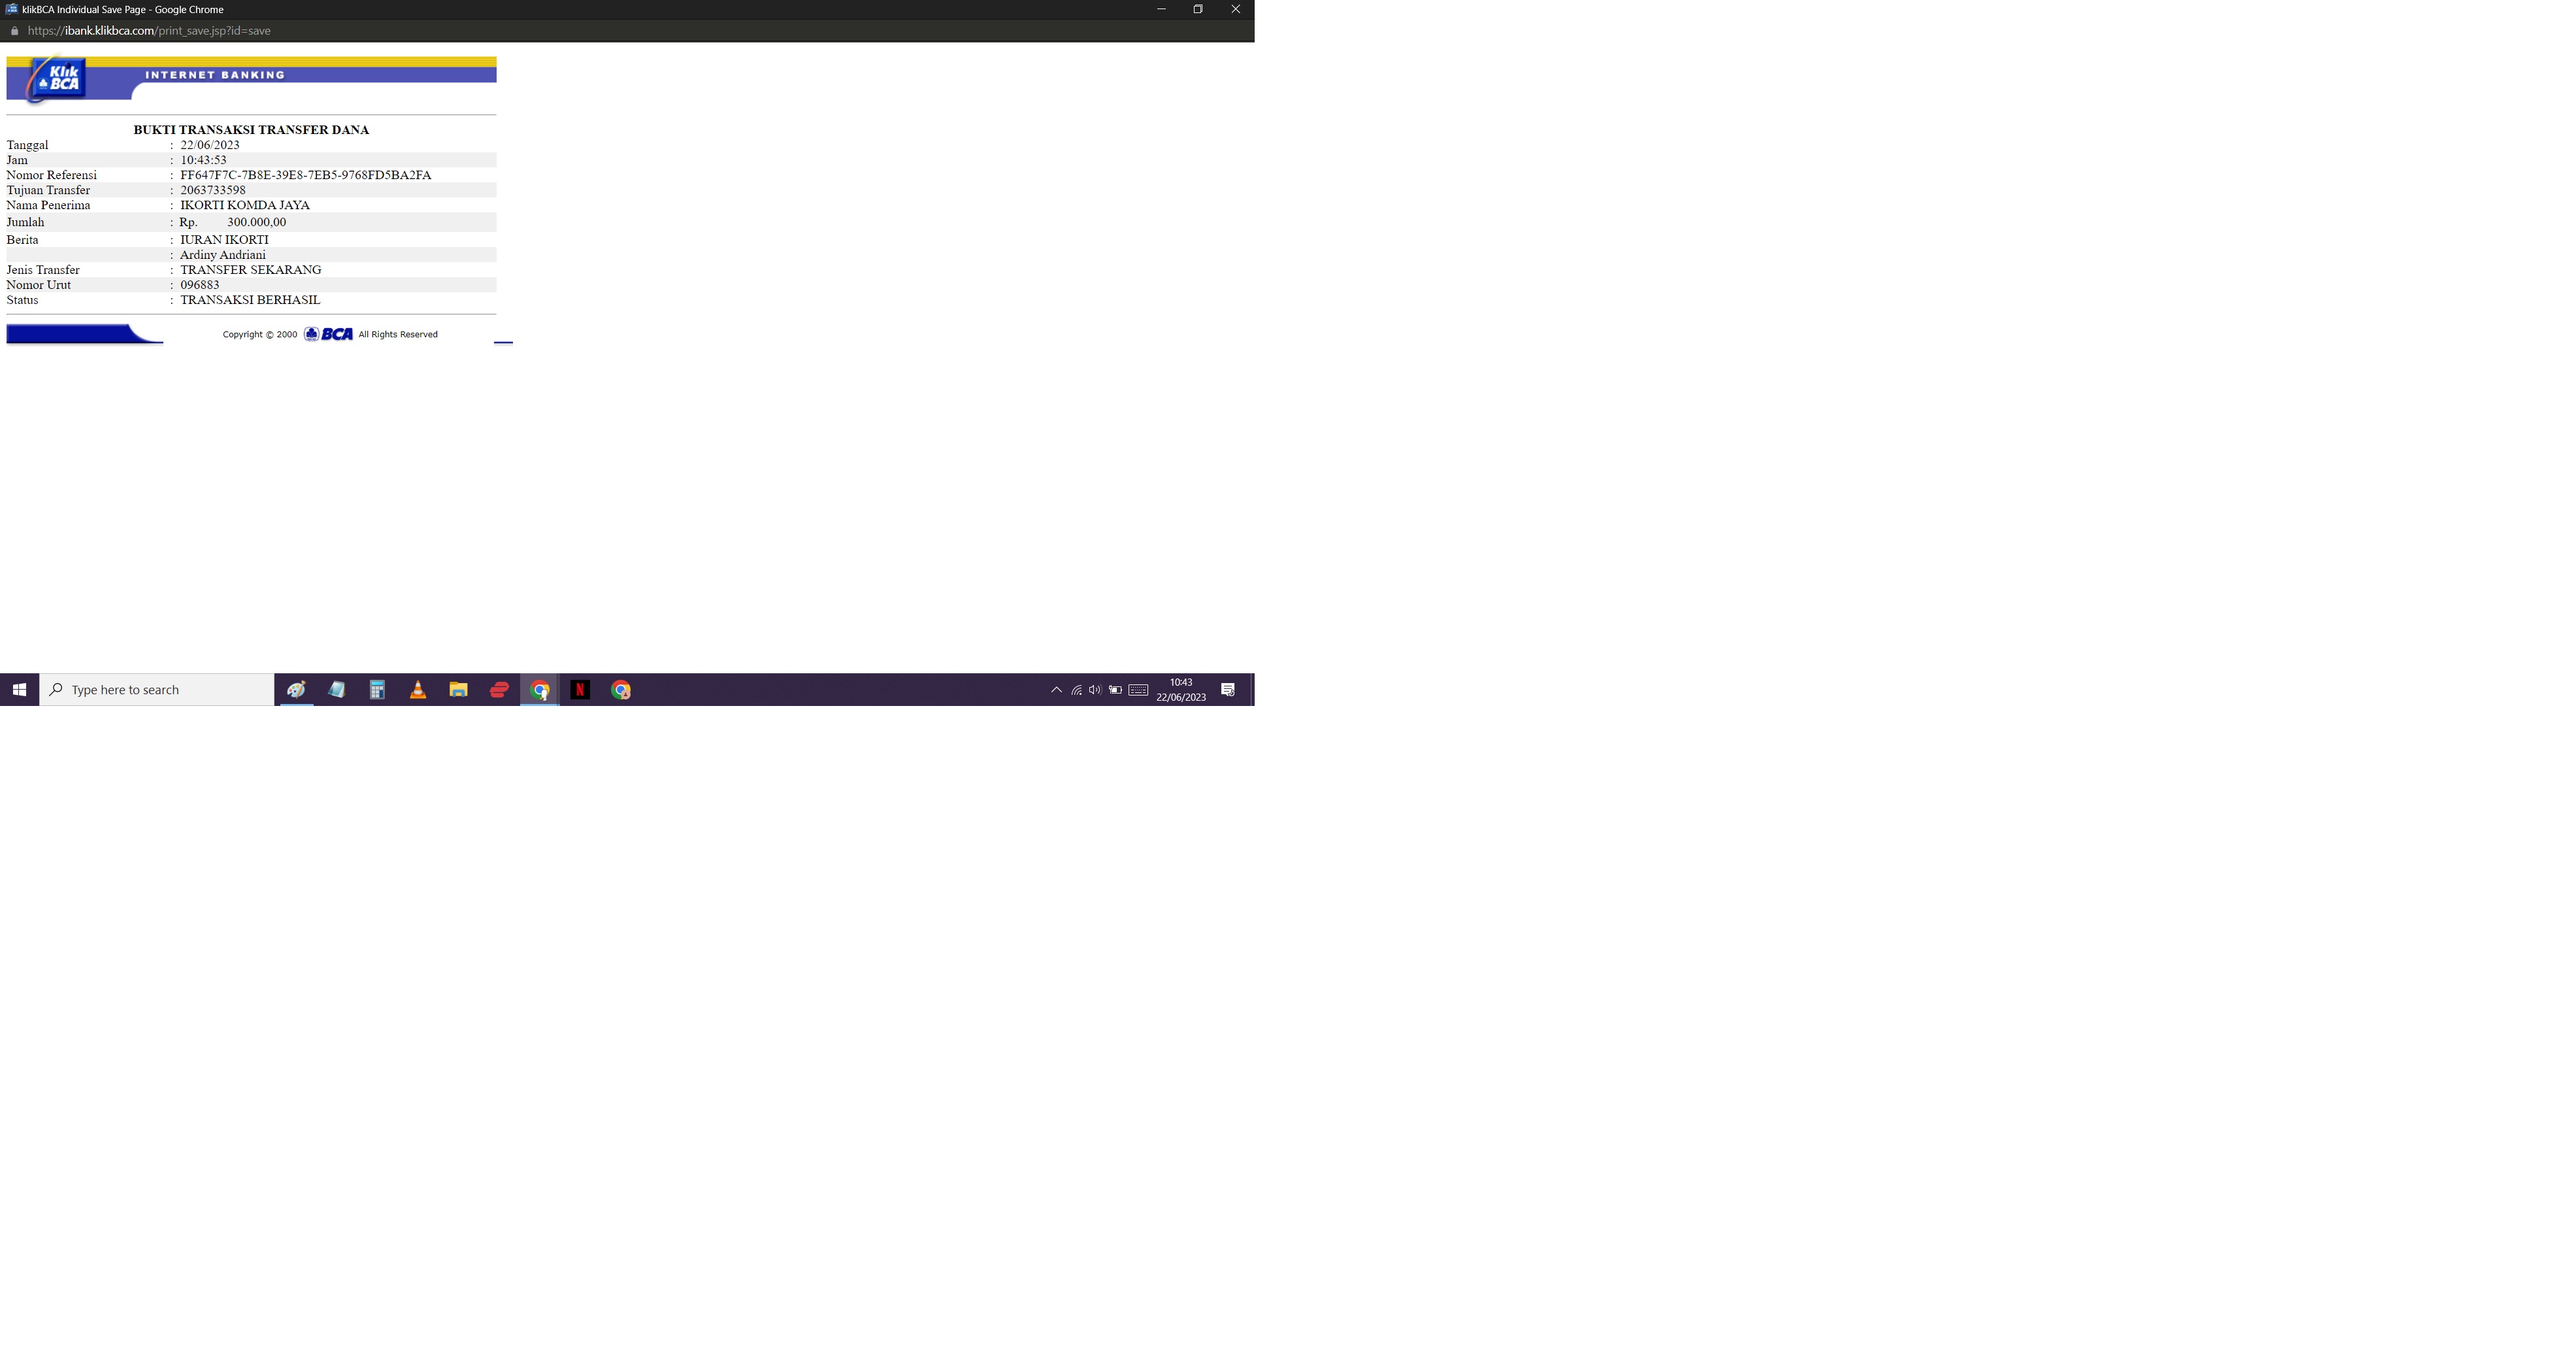 klikBCA Individual Save Page - Google Chrome
https://ibank.klikbca.com/print_save.jsp?id=save
Klik BCA
INTERNET BANKING
BUKTI TRANSAKSI TRANSFER DANA
Tanggal : 22/06/2023
Jam : 10:43:53
Nomor Referensi : FF647F7C-7B8E-39E8-7EB5-9768FD5BA2FA
Tujuan Transfer : 2063733598
Nama Penerima : IKORTI KOMDA JAYA
Jumlah : Rp. 300.000,00
Berita : IURAN IKORTI
: Ardiny Andriani
Jenis Transfer : TRANSFER SEKARANG
Nomor Urut : 096883
Status : TRANSAKSI BERHASIL
Copyright © 2000 BCA All Rights Reserved
Type here to search
N
10:43
22/06/2023